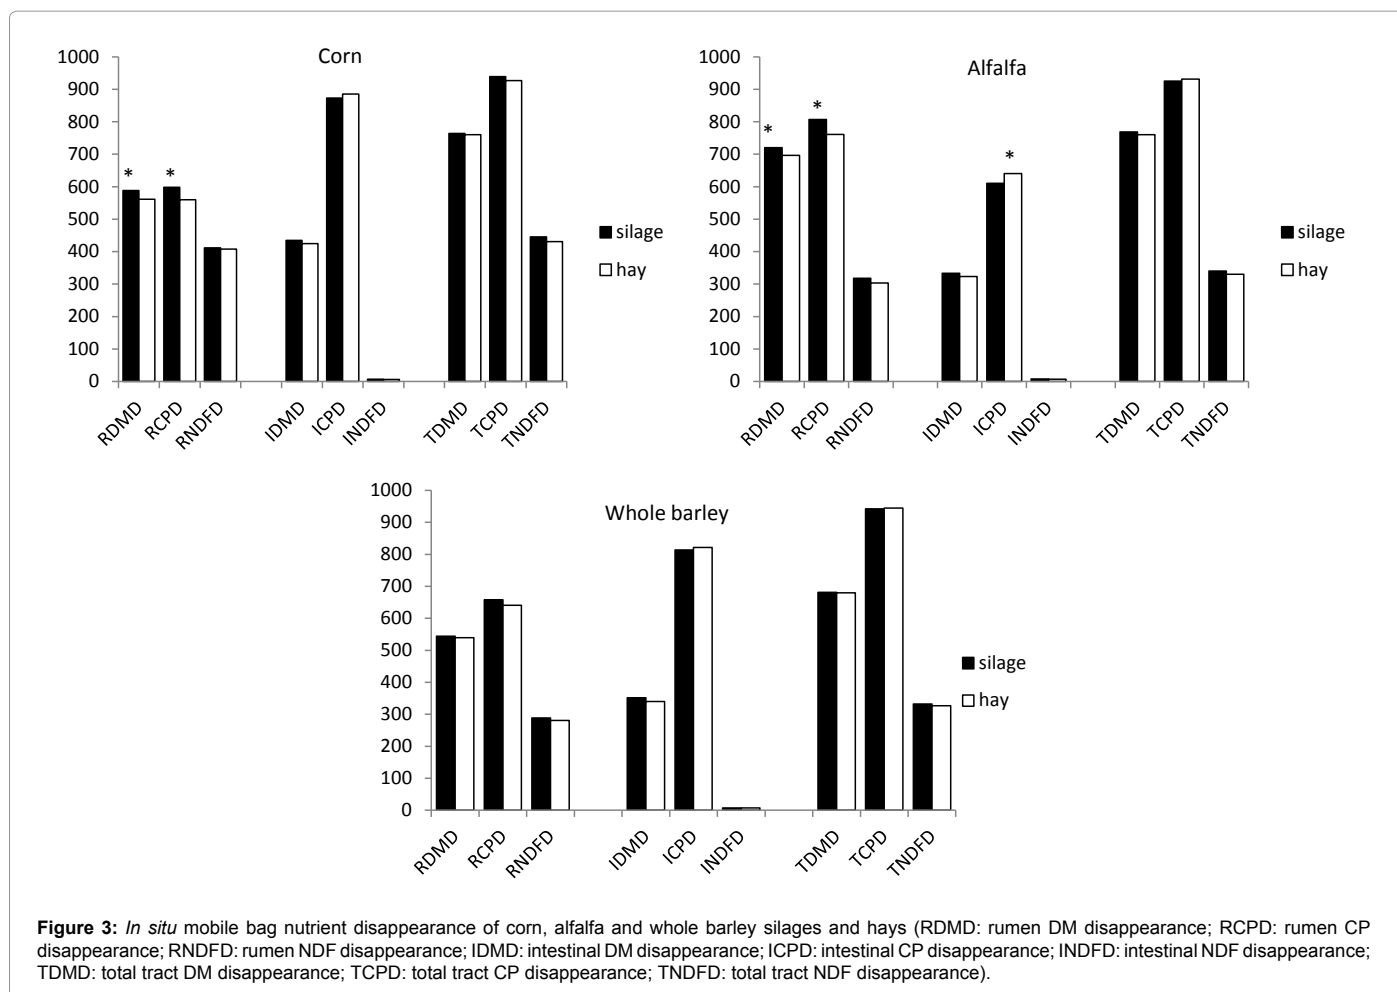 Corn
1000
900
800
700
600
500
400
300
200
100
0
* *
RDMD RCPD RNDFD IDMD ICPD INDFD TDMD TCPD TNDFD
silage
hay
Alfalfa
1000
900
800
700
600
500
400
300
200
100
0
* * *
RDMD RCPD RNDFD IDMD ICPD INDFD TDMD TCPD TNDFD
silage
hay
Whole barley
1000
900
800
700
600
500
400
300
200
100
0
RDMD RCPD RNDFD IDMD ICPD INDFD TDMD TCPD TNDFD
silage
hay
Figure 3: In situ mobile bag nutrient disappearance of corn, alfalfa and whole barley silages and hays (RDMD: rumen DM disappearance; RCPD: rumen CP
disappearance; RNDFD: rumen NDF disappearance; IDMD: intestinal DM disappearance; ICPD: intestinal CP disappearance; INDFD: intestinal NDF disappearance;
TDMD: total tract DM disappearance; TCPD: total tract CP disappearance; TNDFD: total tract NDF disappearance).